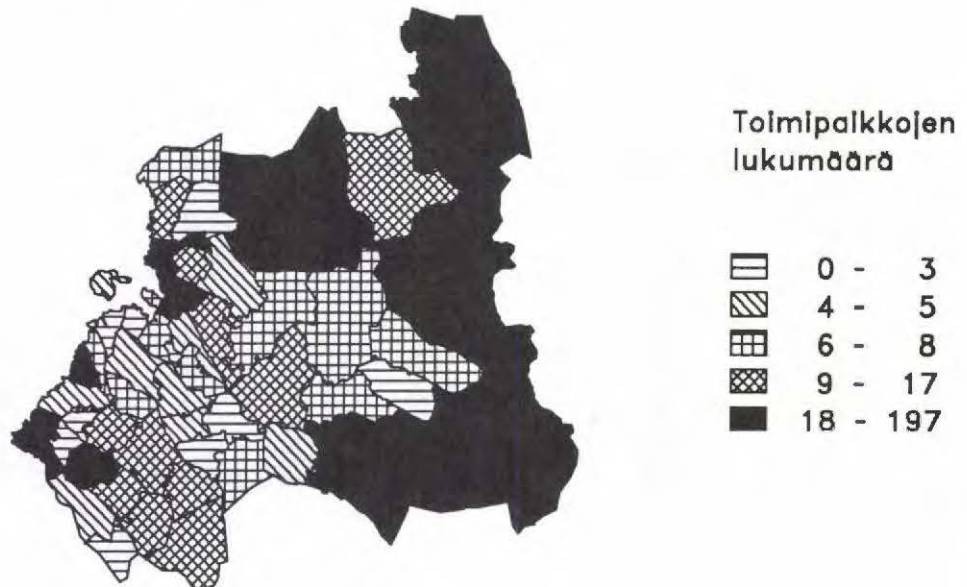 Toimipaikkojen
lukumäärä
0 - 3
4 - 5
6 - 8
9 - 17
18 - 197